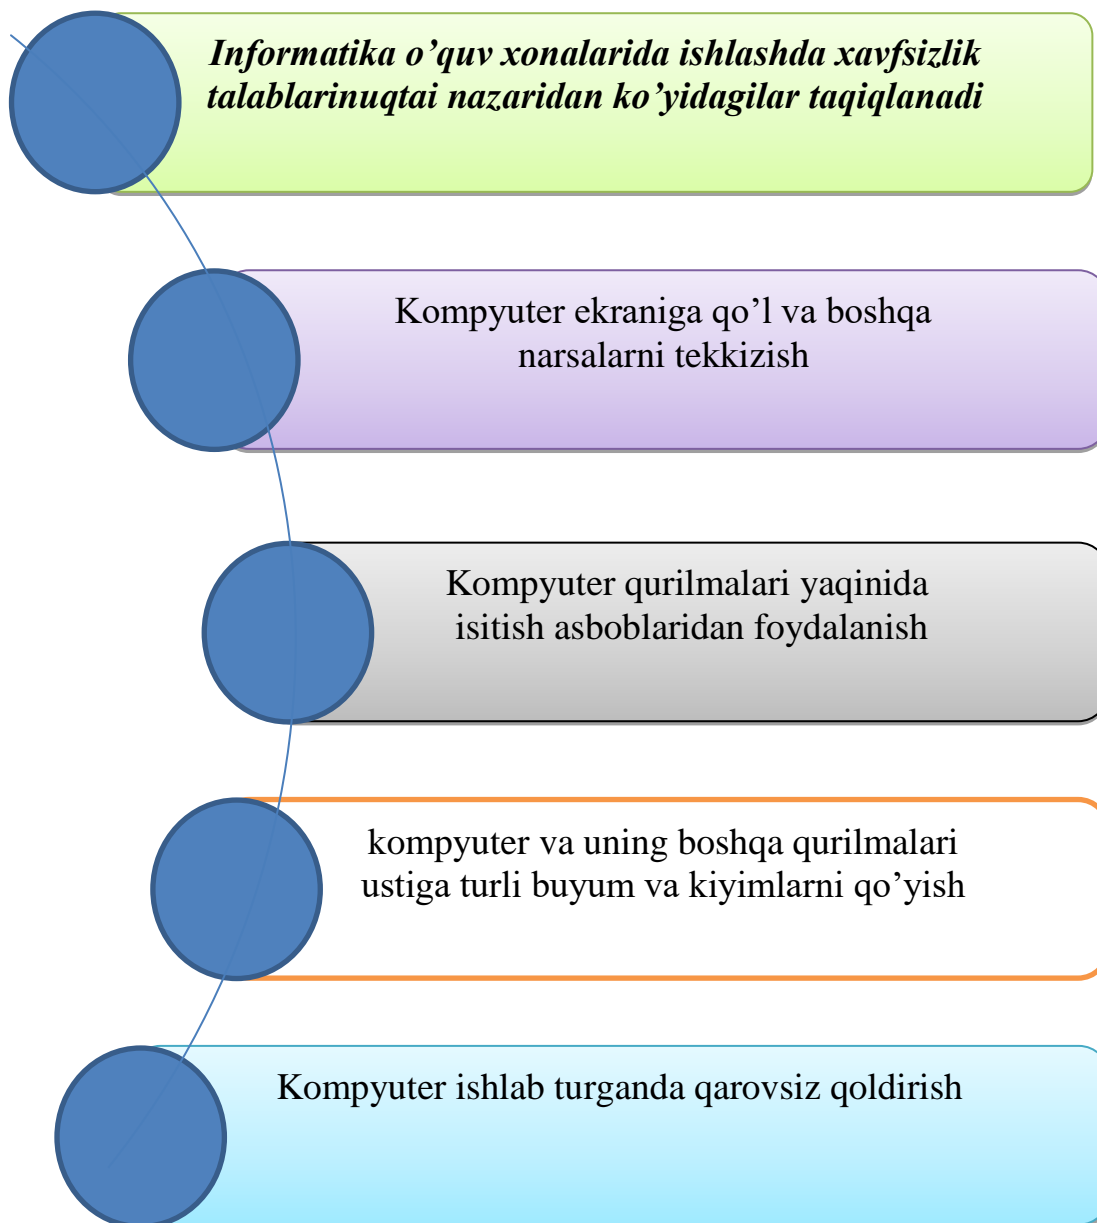 Informatika o’quv xonalarida ishlashda xavfsizlik
talablarinuqtai nazaridan ko’yidagilar taqiqlanadi
Kompyuter ekraniga qo’l va boshqa
narsalarni tekkizish
Kompyuter qurilmalari yaqinida
isitish asboblaridan foydalanish
kompyuter va uning boshqa qurilmalari
ustiga turli buyum va kiyimlarni qo’yish
Kompyuter ishlab turganda qarovsiz qoldirish